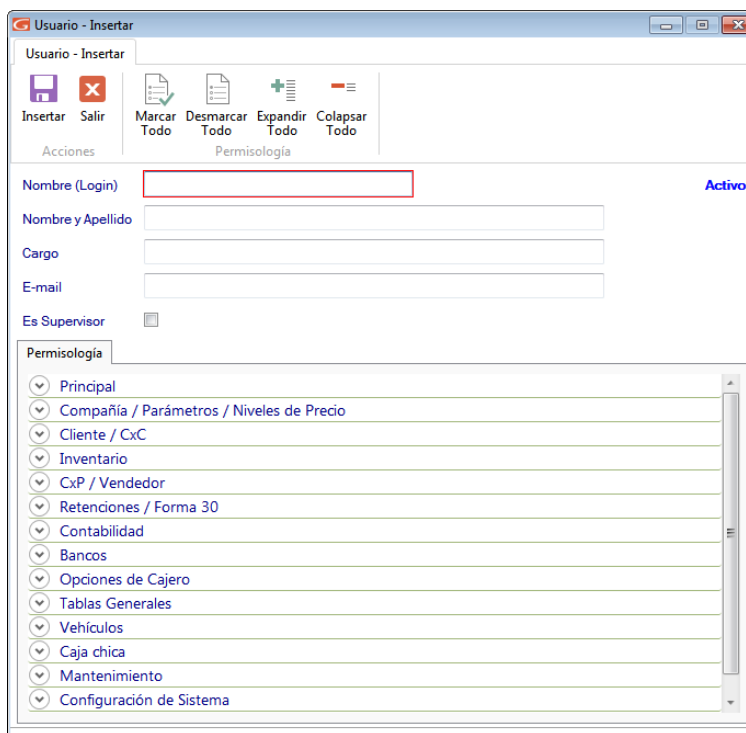 Usuario - Insertar
Usuario - Insertar
Insertar Salir Marcar Todo Desmarcar Todo Expandir Todo Colapsar Todo
Acciones Permisología
Nombre (Login) Activo
Nombre y Apellido
Cargo
E-mail
Es Supervisor
Permisología
Principal
Compañía / Parámetros / Niveles de Precio
Cliente / CxC
Inventario
CxP / Vendedor
Retenciones / Forma 30
Contabilidad
Bancos
Opciones de Cajero
Tablas Generales
Vehículos
Caja chica
Mantenimiento
Configuración de Sistema